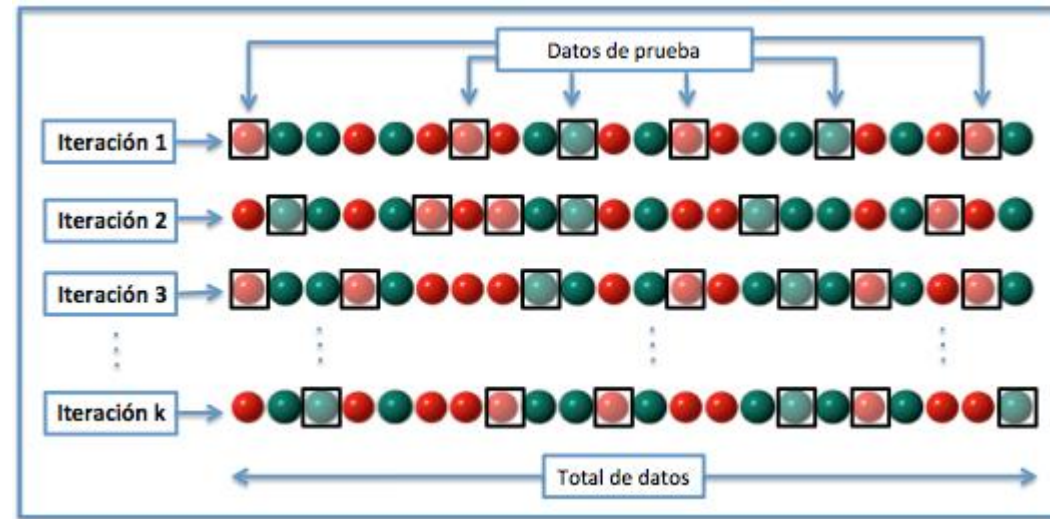 Datos de prueba
Iteración 1
Iteración 2
Iteración 3
Iteración k
Total de datos